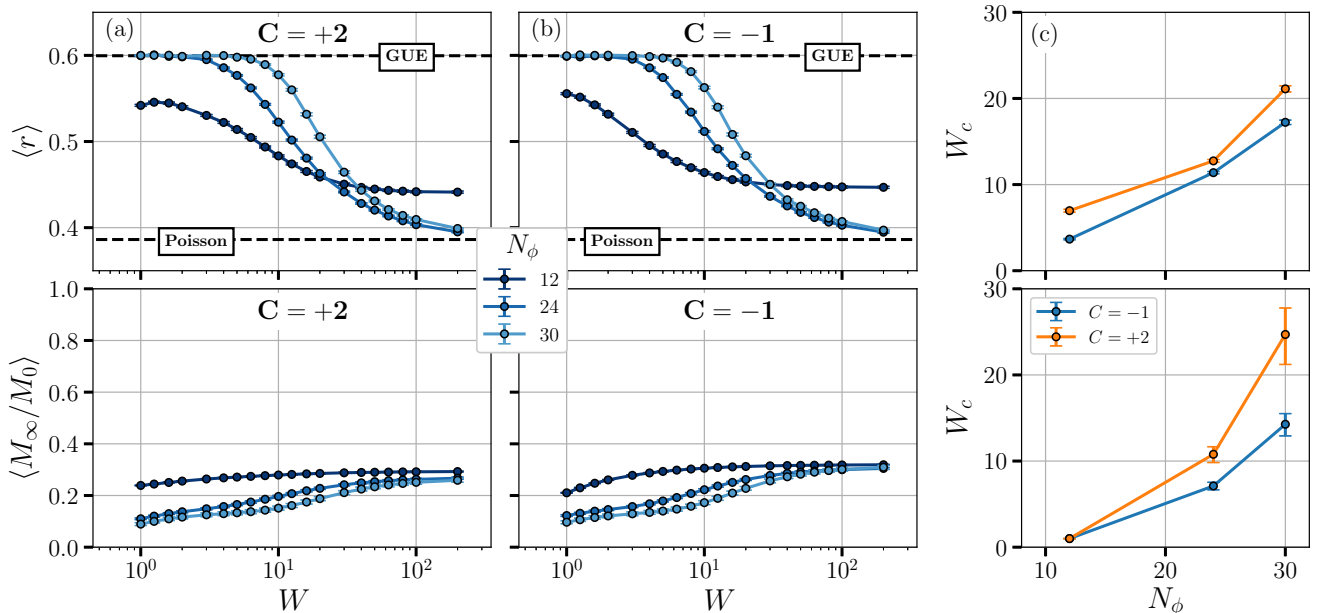 (a)
C = +2
GUE
Poisson
0.6
0.5
0.4
⟨r⟩
(b)
C = −1
GUE
Poisson
(c)
30
20
10
0
W_c
N_ϕ
12
24
30
C = +2
1.0
0.8
0.6
0.4
0.2
0.0
⟨M_∞/M_0⟩
10^0
10^1
10^2
W
C = −1
10^0
10^1
10^2
W
C = −1
C = +2
30
20
10
0
W_c
10
20
30
N_ϕ